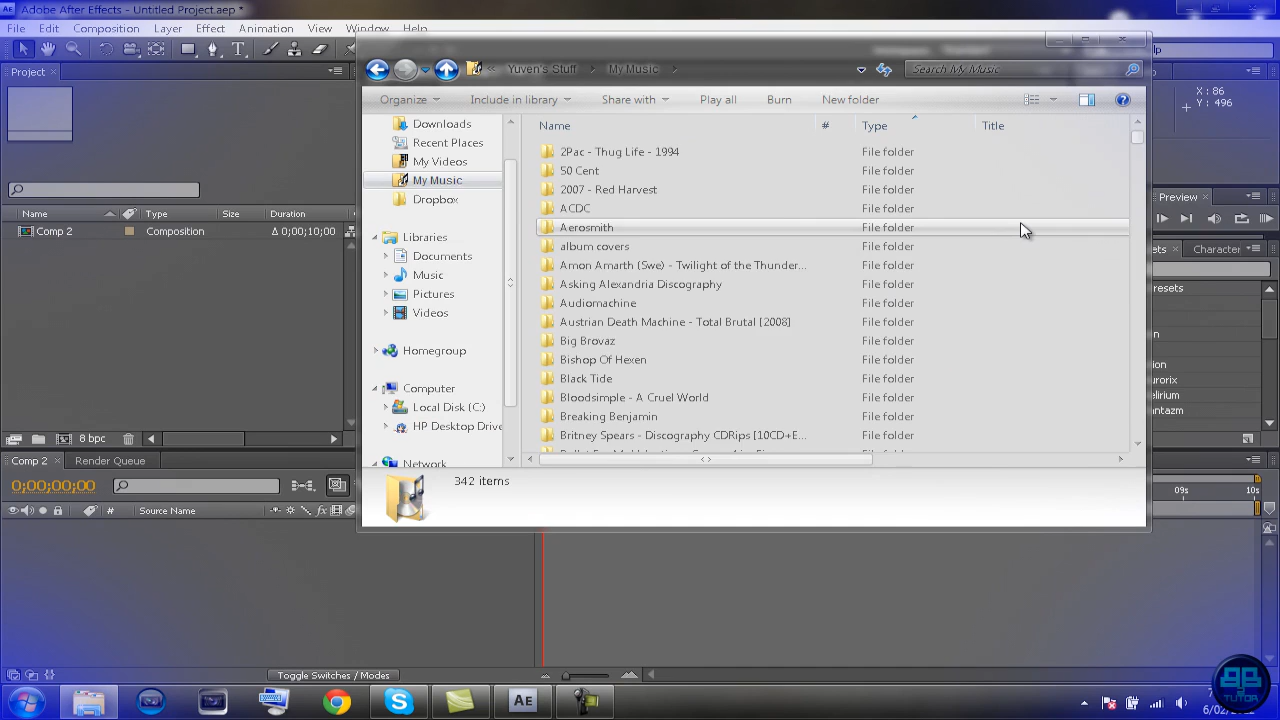 Adobe After Effects - Untitled Project.aep *
File Edit Composition Layer Effect Animation View Window Help
Project
X : 86
Y : 496
Yuven's Stuff My Music
Search My Music
Organize Include in library Share with Play all Burn New folder
Name # Type Title
Downloads
Recent Places
My Videos
My Music
Dropbox
Libraries
Documents
Music
Pictures
Videos
Homegroup
Computer
Local Disk (C:)
HP Desktop Drive
Network
2Pac - Thug Life - 1994 File folder
50 Cent File folder
2007 - Red Harvest File folder
ACDC File folder
Aerosmith File folder
album covers File folder
Amon Amarth (Swe) - Twilight of the Thunder... File folder
Asking Alexandria Discography File folder
Audiomachine File folder
Austrian Death Machine - Total Brutal [2008] File folder
Big Brovaz File folder
Bishop Of Hexen File folder
Black Tide File folder
Bloodsimple - A Cruel World File folder
Breaking Benjamin File folder
Britney Spears - Discography CDRips [10CD+E... File folder
342 items
Name Type Size Duration
Comp 2 Composition Δ 0;00;10;00
Preview
Character
8 bpc
Comp 2 Render Queue
0;00;00;00
# Source Name
09s 10s
Toggle Switches / Modes
AE
TUTOR